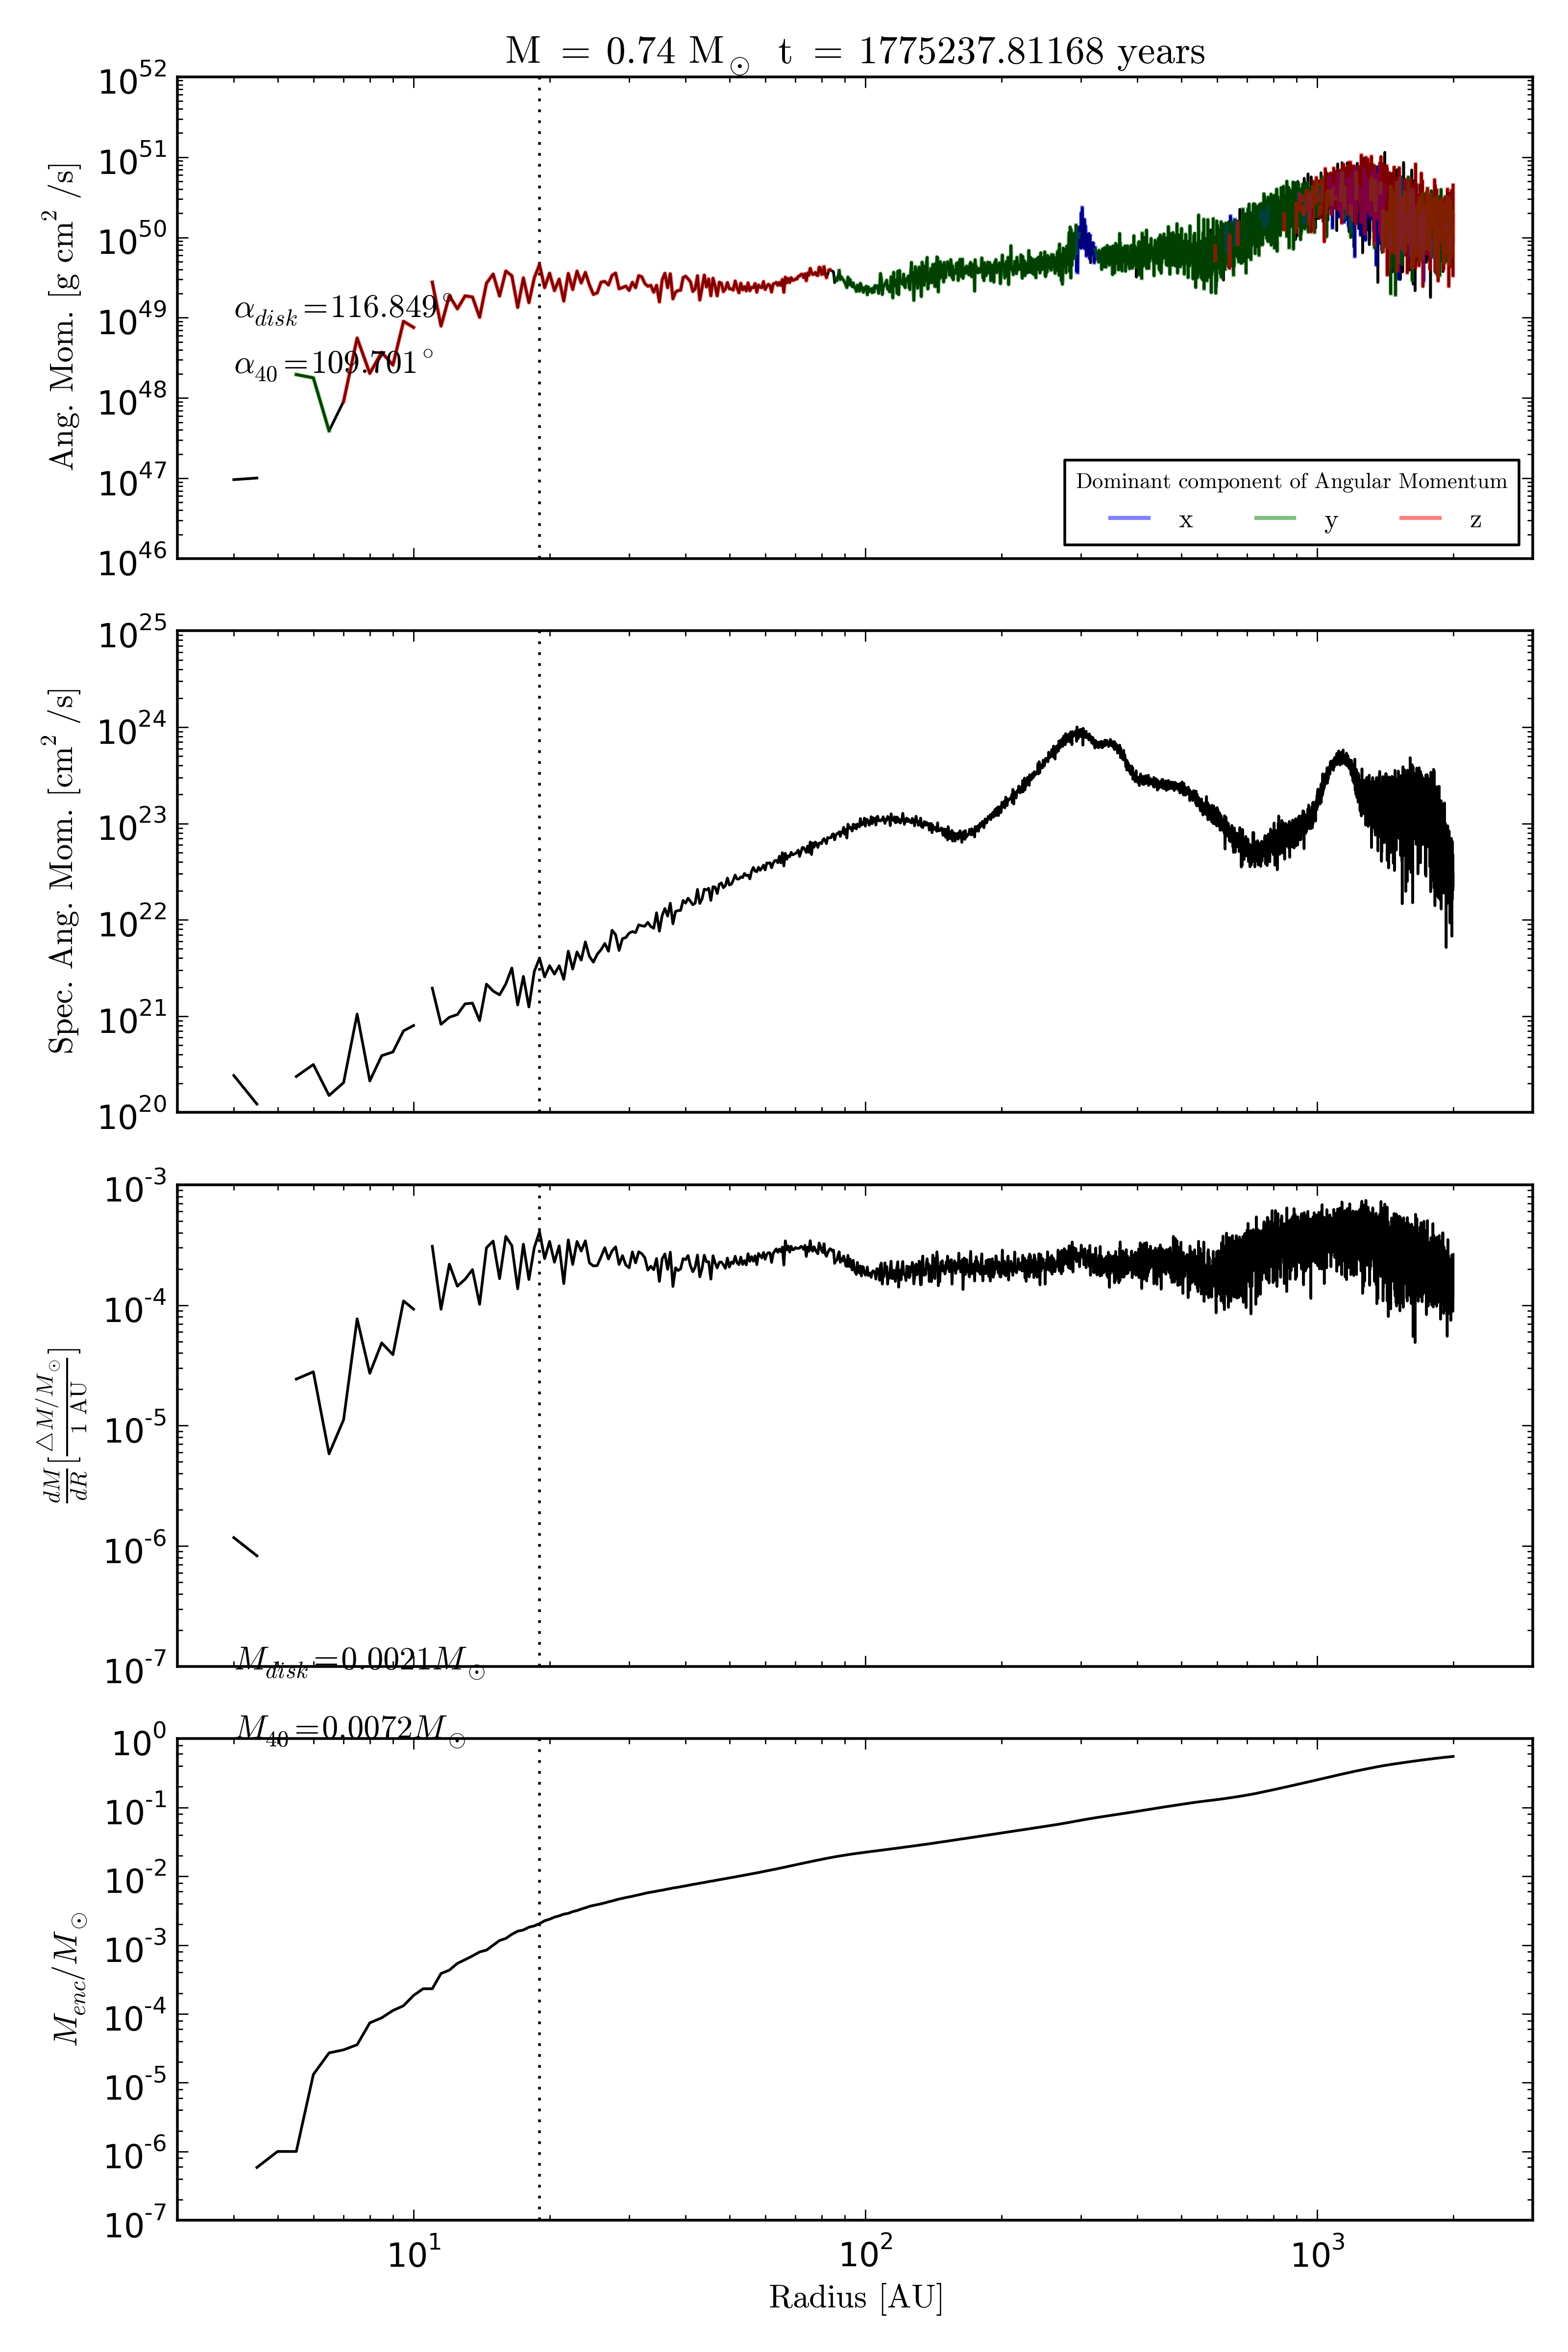 M = 0.74 M⊙ t = 1775237.81168 years
10^52
10^51
10^50
10^49
10^48
10^47
10^46
Ang. Mom. [g cm^2 /s]
α_disk=116.849°
α_40=109.701°
Dominant component of Angular Momentum
x y z
10^25
10^24
10^23
10^22
10^21
10^20
Spec. Ang. Mom. [cm^2 /s]
10^-3
10^-4
10^-5
10^-6
10^-7
dM/dR [△M/M⊙ / 1 AU]
M_disk=0.0021M⊙
M_40=0.0072M⊙
10^0
10^-1
10^-2
10^-3
10^-4
10^-5
10^-6
10^-7
M_enc/M⊙
10^1 10^2 10^3
Radius [AU]